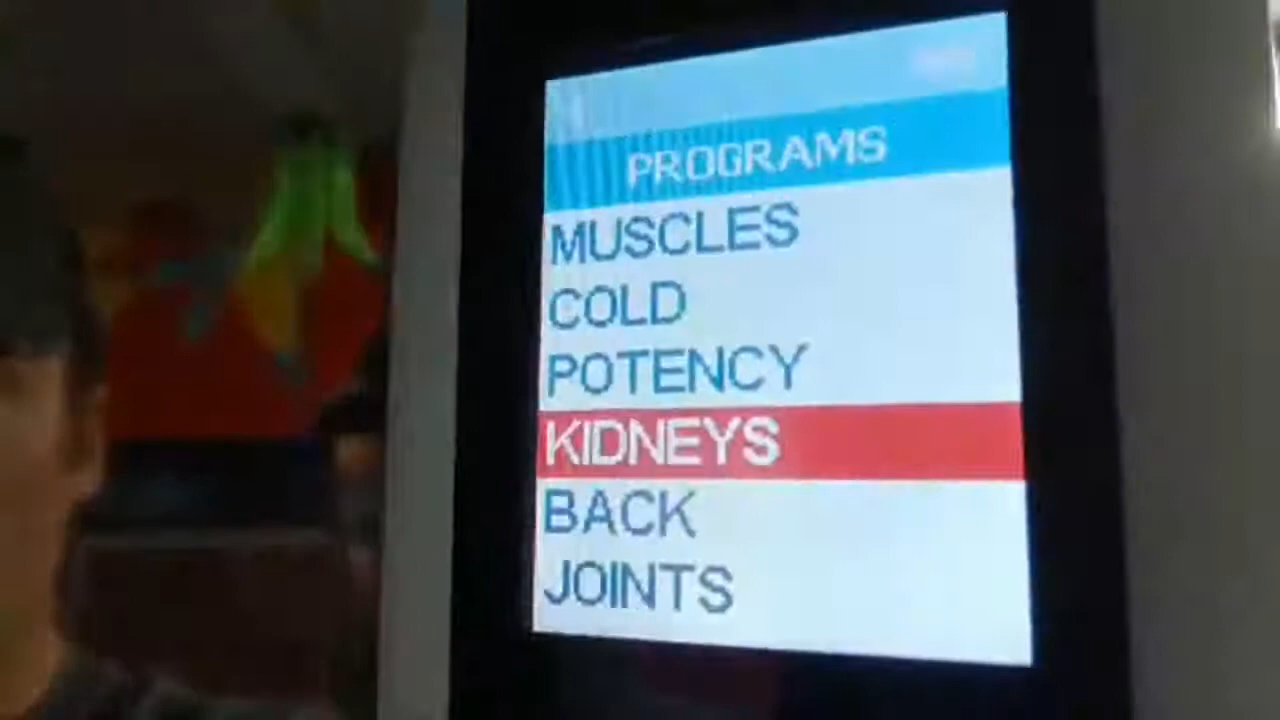 PROGRAMS
MUSCLES
COLD
POTENCY
KIDNEYS
BACK
JOINTS